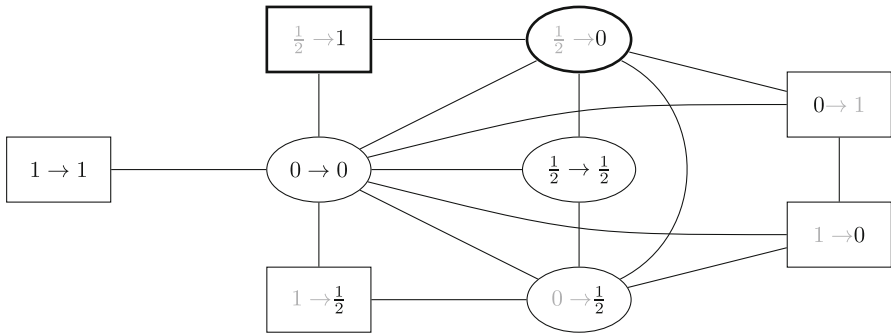 ½ → 1
½ → 0
0 → 1
1 → 1
0 → 0
½ → ½
1 → 0
1 → ½
0 → ½